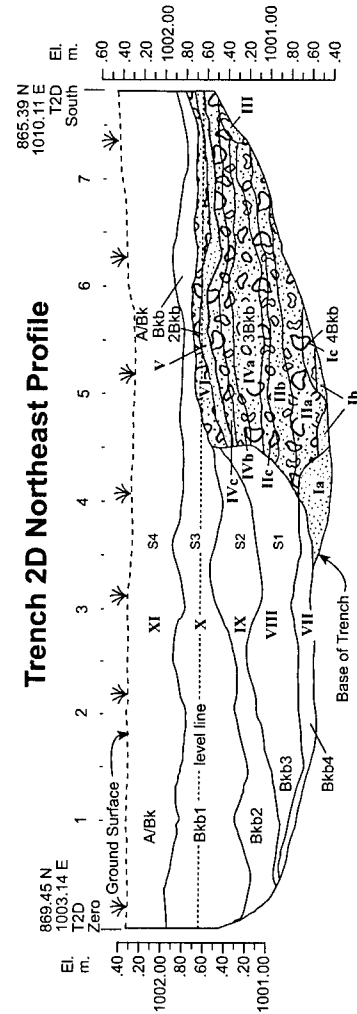 Trench 2D Northeast Profile
869.45 N
1003.14 E
T2D
Zero
865.39 N
1010.11 E
T2D
South
El.
m.
El.
m.
1 2 3 4 5 6 7
Ground Surface
.40
.20
1002.00
.80
.60
.40
.20
1001.00
.60
.40
.20
1002.00
.80
.60
.40
.20
1001.00
.80
.60
.40
A/Bk
XI
S4
A/Bk
Bkb
2Bkb
V
Bkb1
level line
X
S3
VI
Bkb2
IX
S2
IVc
IVb
IVa
3Bkb
III
Bkb3
VIII
S1
IIc
IIb
IIa
Bkb4
VII
Ia
Ib
Ic
4Bkb
Base of Trench